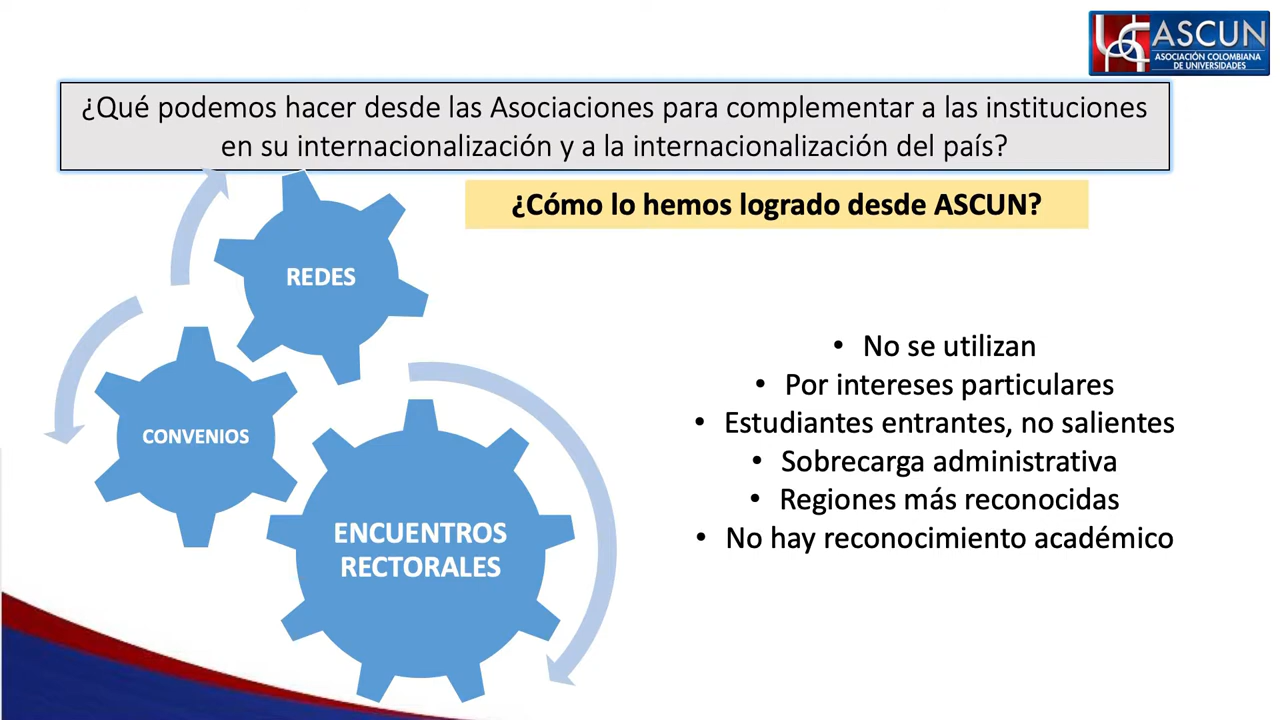 ASCUN
ASOCIACIÓN COLOMBIANA
DE UNIVERSIDADES
¿Qué podemos hacer desde las Asociaciones para complementar a las instituciones
en su internacionalización y a la internacionalización del país?
¿Cómo lo hemos logrado desde ASCUN?
REDES
CONVENIOS
ENCUENTROS
RECTORALES
• No se utilizan
• Por intereses particulares
• Estudiantes entrantes, no salientes
• Sobrecarga administrativa
• Regiones más reconocidas
• No hay reconocimiento académico